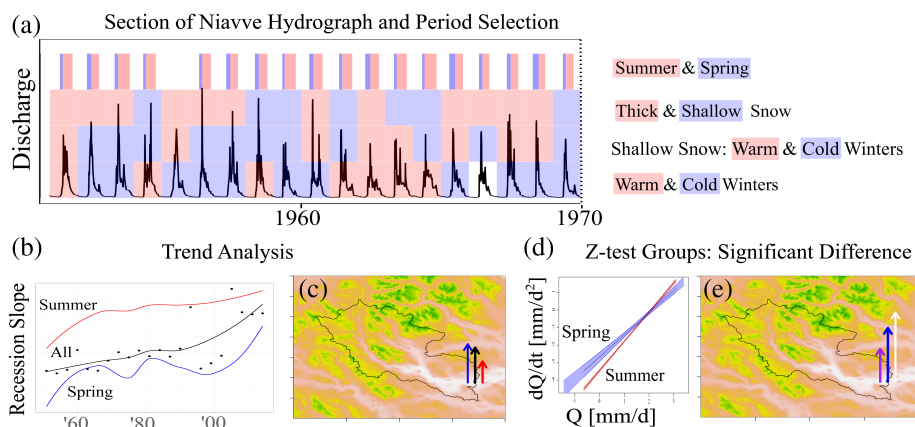 (a) Section of Niavve Hydrograph and Period Selection
Discharge
Summer & Spring
Thick & Shallow Snow
Shallow Snow: Warm & Cold Winters
Warm & Cold Winters
1960 1970
(b) Trend Analysis
Recession Slope
Summer
All
Spring
'60 '80 '00
(c)
(d) Z-test Groups: Significant Difference
dQ/dt [mm/d²]
Spring
Summer
Q [mm/d]
(e)